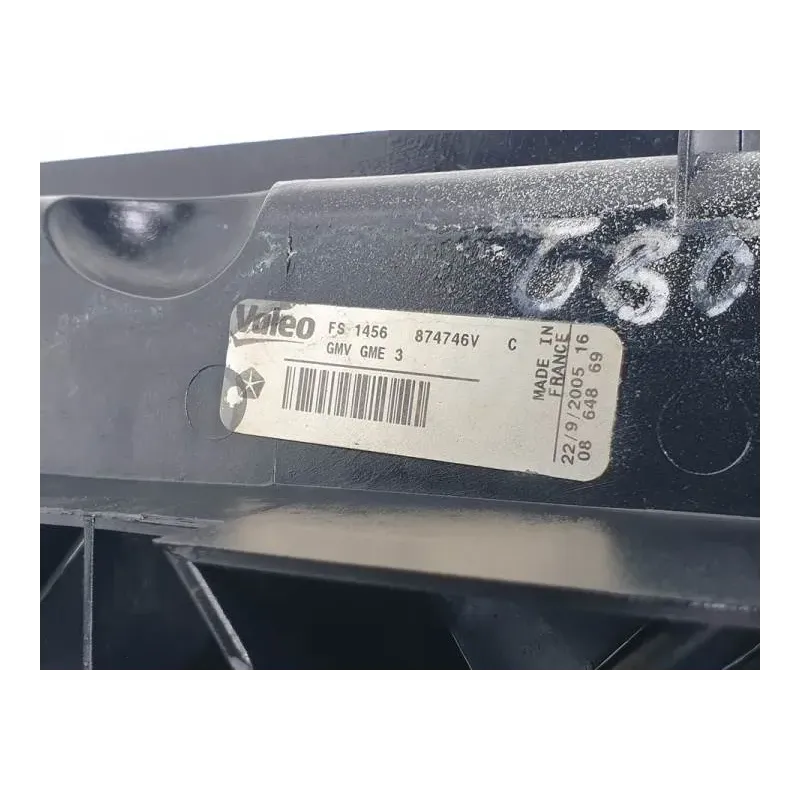 Valeo FS 1456 874746V C
GMV GME 3
MADE IN
FRANCE
22/9/2005 16
08 648 69